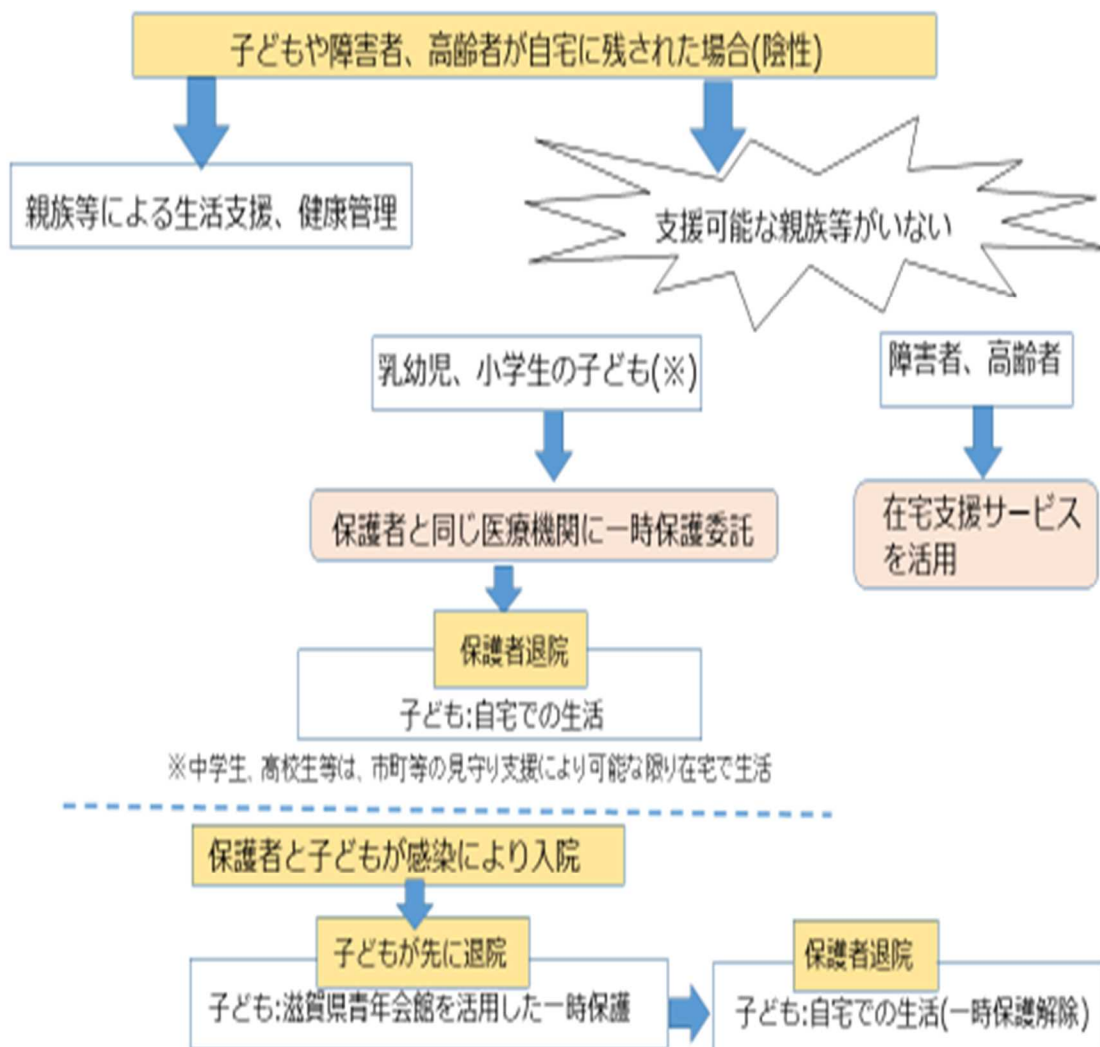 子どもや障害者、高齢者が自宅に残された場合(陰性)
親族等による生活支援、健康管理
支援可能な親族等がいない
乳幼児、小学生の子ども(※)
障害者、高齢者
保護者と同じ医療機関に一時保護委託
在宅支援サービス
を活用
保護者退院
子ども:自宅での生活
※中学生、高校生等は、市町等の見守り支援により可能な限り在宅で生活
保護者と子どもが感染により入院
子どもが先に退院
子ども:滋賀県青年会館を活用した一時保護
保護者退院
子ども:自宅での生活(一時保護解除)